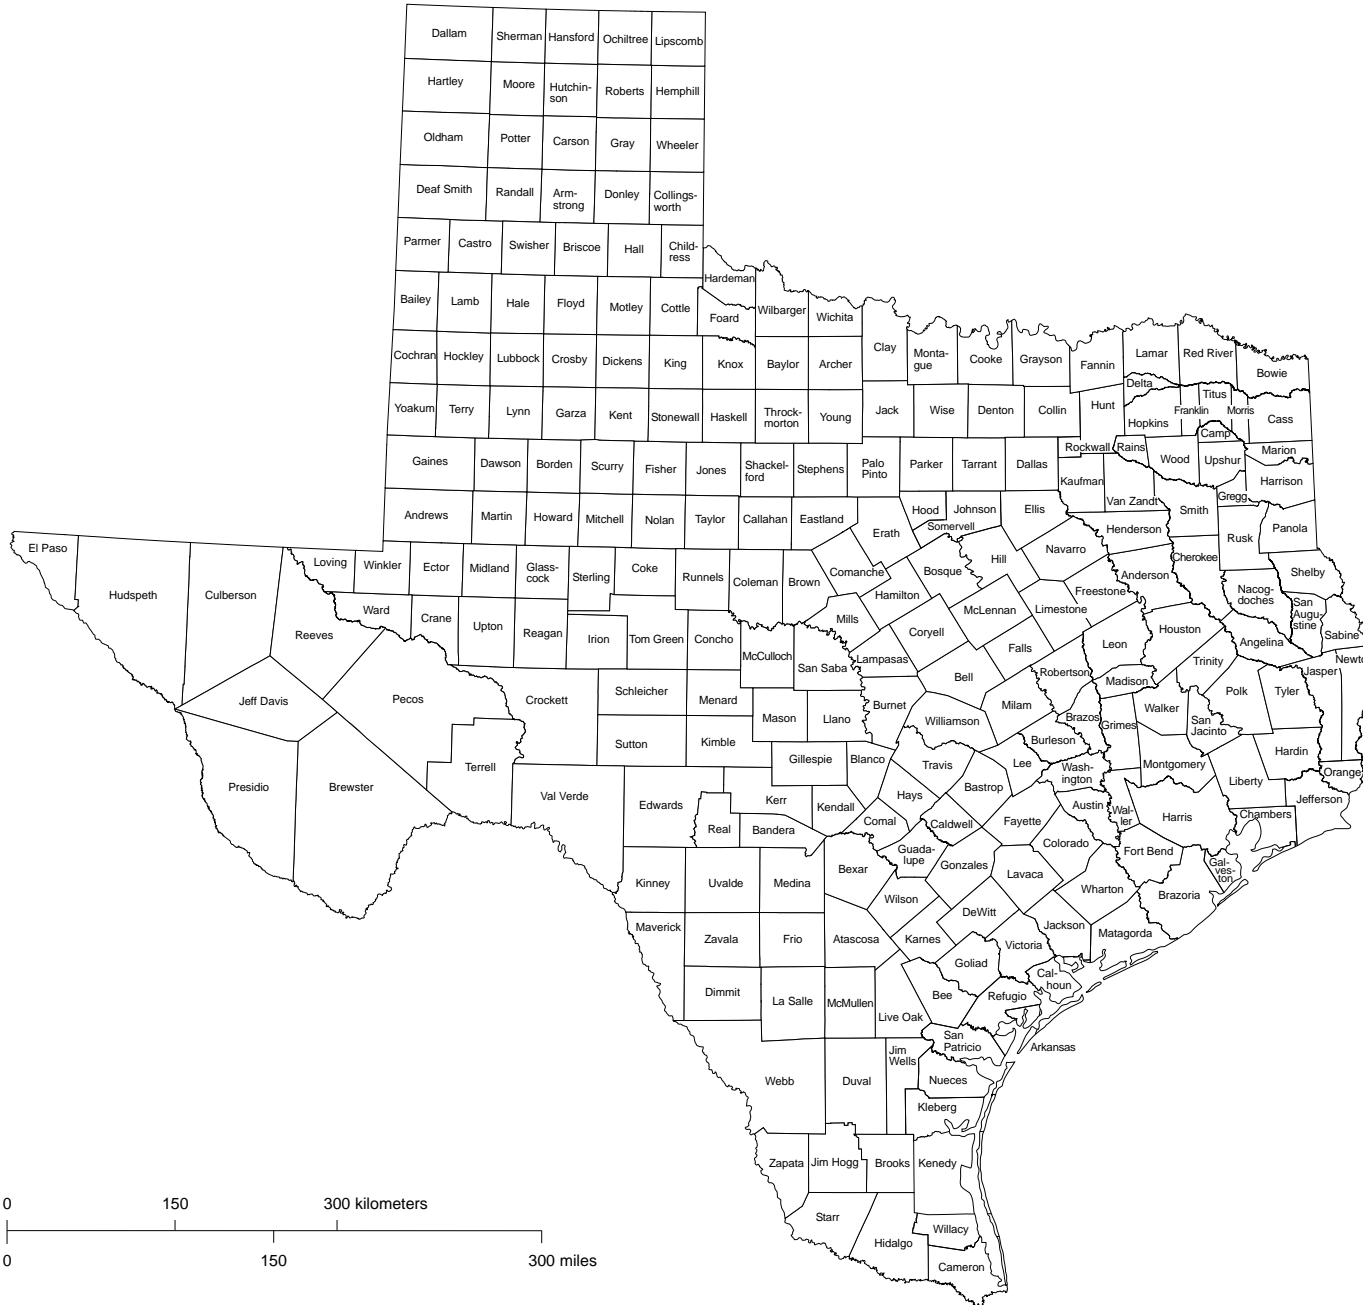 Dallam
Sherman
Hansford
Ochiltree
Lipscomb
Hartley
Moore
Hutchin-
son
Roberts
Hemphill
Oldham
Potter
Carson
Gray
Wheeler
Deaf Smith
Randall
Arm-
strong
Donley
Collings-
worth
Parmer
Castro
Swisher
Briscoe
Hall
Child-
ress
Hardeman
Bailey
Lamb
Hale
Floyd
Motley
Cottle
Foard
Wilbarger
Wichita
Clay
Monta-
gue
Cooke
Grayson
Fannin
Lamar
Red River
Bowie
Cochran
Hockley
Lubbock
Crosby
Dickens
King
Knox
Baylor
Archer
Delta
Titus
Yoakum
Terry
Lynn
Garza
Kent
Stonewall
Haskell
Throck-
morton
Young
Jack
Wise
Denton
Collin
Hunt
Hopkins
Franklin
Morris
Cass
Camp
Rockwall
Rains
Wood
Upshur
Marion
Gaines
Dawson
Borden
Scurry
Fisher
Jones
Shackel-
ford
Stephens
Palo
Pinto
Parker
Tarrant
Dallas
Kaufman
Van Zandt
Gregg
Harrison
Andrews
Martin
Howard
Mitchell
Nolan
Taylor
Callahan
Eastland
Erath
Hood
Somervell
Johnson
Ellis
Henderson
Smith
Rusk
Panola
El Paso
Hudspeth
Culberson
Loving
Winkler
Ector
Midland
Glass-
cock
Sterling
Coke
Runnels
Coleman
Brown
Comanche
Hamilton
Bosque
Hill
Navarro
Freestone
Anderson
Cherokee
Nacog-
doches
Shelby
San
Augu-
stine
Sabine
Reeves
Ward
Crane
Upton
Reagan
Irion
Tom Green
Concho
McCulloch
San Saba
Mills
Lampasas
Coryell
McLennan
Limestone
Falls
Leon
Houston
Angelina
Trinity
Jeff Davis
Pecos
Crockett
Schleicher
Menard
Mason
Llano
Burnet
Bell
Milam
Robertson
Madison
Walker
San
Jacinto
Polk
Tyler
Jasper
Newto
Presidio
Brewster
Terrell
Val Verde
Sutton
Kimble
Gillespie
Blanco
Williamson
Travis
Burleson
Brazos
Grimes
Montgomery
Liberty
Hardin
Orange
Edwards
Real
Kerr
Bandera
Kendall
Comal
Hays
Bastrop
Lee
Wash-
ington
Austin
Wal-
ler
Harris
Chambers
Jefferson
Caldwell
Fayette
Colorado
Fort Bend
Gal-
ves-
ton
Kinney
Uvalde
Medina
Bexar
Guada-
lupe
Gonzales
Lavaca
Wharton
Brazoria
Wilson
DeWitt
Jackson
Matagorda
Maverick
Zavala
Frio
Atascosa
Karnes
Victoria
Goliad
Cal-
houn
Dimmit
La Salle
McMullen
Live Oak
Bee
Refugio
San
Patricio
Arkansas
Webb
Duval
Jim
Wells
Nueces
Kleberg
Zapata
Jim Hogg
Brooks
Kenedy
Starr
Hidalgo
Willacy
Cameron
0 150 300 kilometers
0 150 300 miles